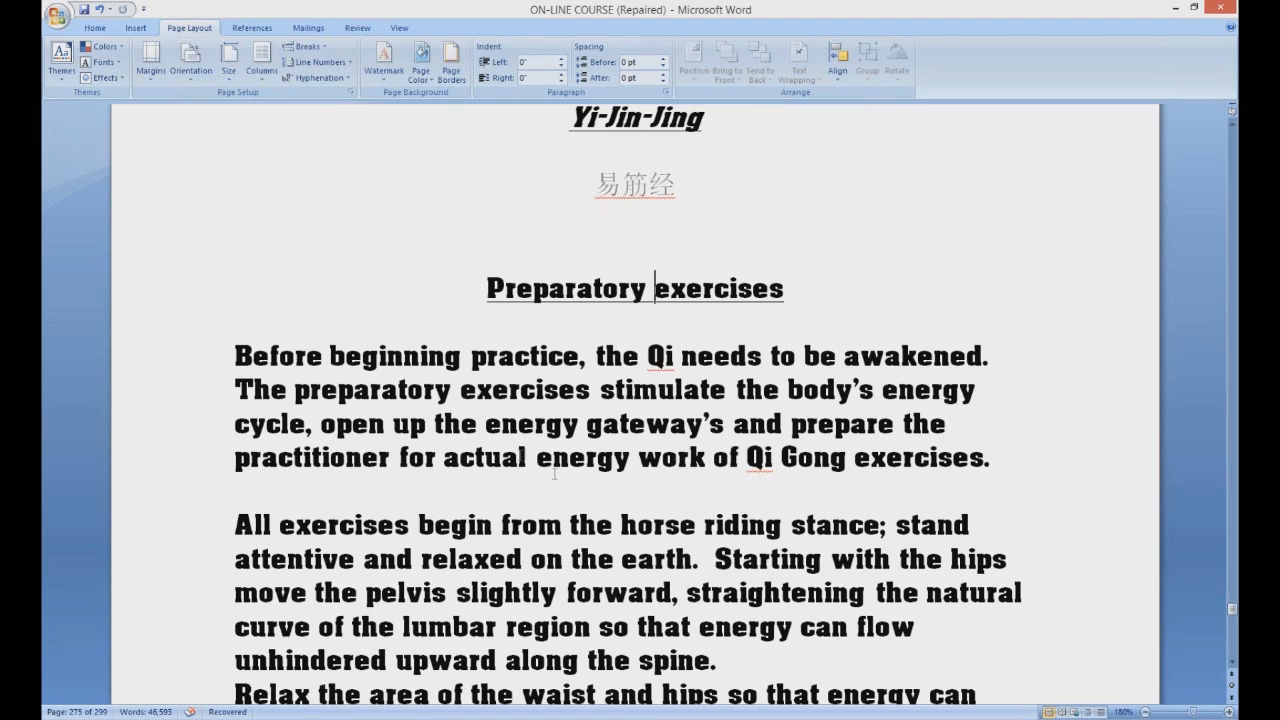 ON-LINE COURSE (Repaired) - Microsoft Word
Home Insert Page Layout References Mailings Review View
Themes
Colors
Fonts
Effects
Themes
Margins
Orientation
Size
Columns
Breaks
Line Numbers
Hyphenation
Page Setup
Watermark
Page Color
Page Borders
Page Background
Indent
Left: 0"
Right: 0"
Spacing
Before: 0 pt
After: 0 pt
Paragraph
Position
Bring to Front
Send to Back
Text Wrapping
Align
Group
Rotate
Arrange
Yi-Jin-Jing
易筋经
Preparatory exercises
Before beginning practice, the Qi needs to be awakened.
The preparatory exercises stimulate the body's energy
cycle, open up the energy gateway's and prepare the
practitioner for actual energy work of Qi Gong exercises.
All exercises begin from the horse riding stance; stand
attentive and relaxed on the earth. Starting with the hips
move the pelvis slightly forward, straightening the natural
curve of the lumbar region so that energy can flow
unhindered upward along the spine.
Relax the area of the waist and hips so that energy can
Page: 275 of 299 Words: 46,593 Recovered 180%